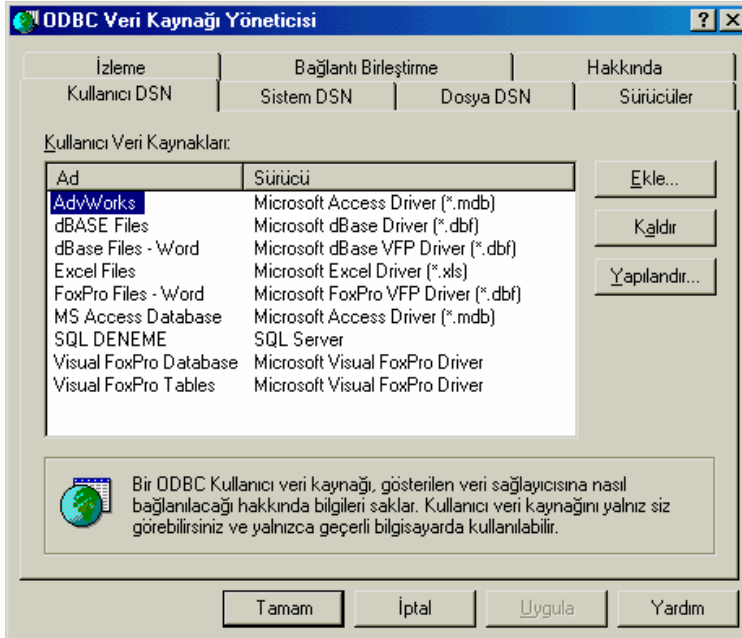 ODBC Veri Kaynağı Yöneticisi
İzleme Bağlantı Birleştirme Hakkında
Kullanıcı DSN Sistem DSN Dosya DSN Sürücüler
Kullanıcı Veri Kaynakları:
Ad Sürücü
AdvWorks Microsoft Access Driver (*.mdb)
dBASE Files Microsoft dBase Driver (*.dbf)
dBase Files - Word Microsoft dBase VFP Driver (*.dbf)
Excel Files Microsoft Excel Driver (*.xls)
FoxPro Files - Word Microsoft FoxPro VFP Driver (*.dbf)
MS Access Database Microsoft Access Driver (*.mdb)
SQL DENEME SQL Server
Visual FoxPro Database Microsoft Visual FoxPro Driver
Visual FoxPro Tables Microsoft Visual FoxPro Driver
Ekle...
Kaldır
Yapılandır...
Bir ODBC Kullanıcı veri kaynağı, gösterilen veri sağlayıcısına nasıl
bağlanılacağı hakkında bilgileri saklar. Kullanıcı veri kaynağını yalnız siz
görebilirsiniz ve yalnızca geçerli bilgisayarda kullanılabilir.
Tamam İptal Uygula Yardım